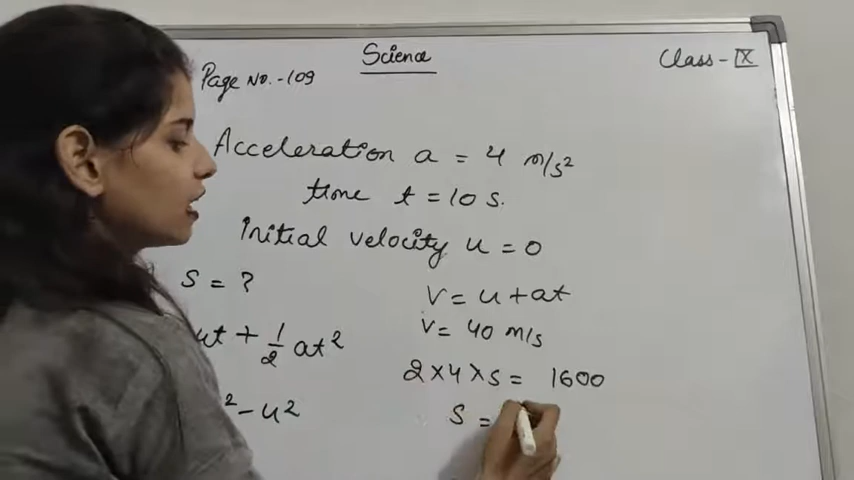 Page No. - 109
Science
Class - IX
Acceleration a = 4 m/s²
time t = 10 s.
Initial velocity u = 0
S = ?
v = u + at
ut + 1/2 at²
v = 40 m/s
2 × 4 × s = 1600
² - u²
S =